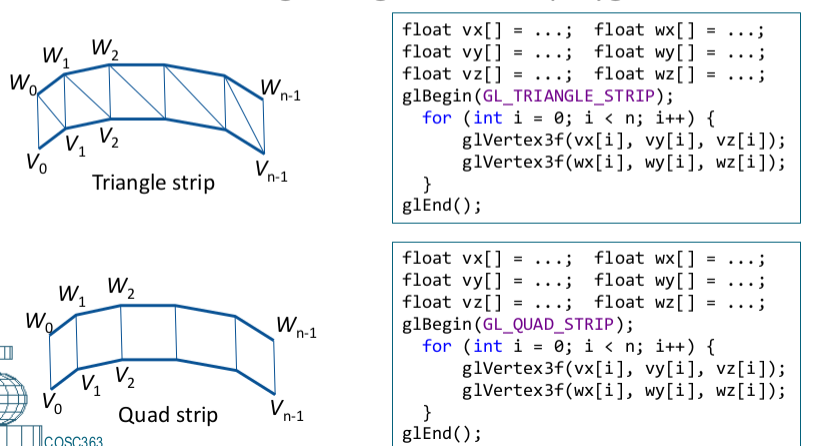 W0
W1
W2
Wn-1
V0
V1
V2
Vn-1
Triangle strip
float vx[] = ...;  float wx[] = ...;
float vy[] = ...;  float wy[] = ...;
float vz[] = ...;  float wz[] = ...;
glBegin(GL_TRIANGLE_STRIP);
  for (int i = 0; i < n; i++) {
      glVertex3f(vx[i], vy[i], vz[i]);
      glVertex3f(wx[i], wy[i], wz[i]);
  }
glEnd();
W0
W1
W2
Wn-1
V0
V1
V2
Vn-1
Quad strip
float vx[] = ...;  float wx[] = ...;
float vy[] = ...;  float wy[] = ...;
float vz[] = ...;  float wz[] = ...;
glBegin(GL_QUAD_STRIP);
  for (int i = 0; i < n; i++) {
      glVertex3f(vx[i], vy[i], vz[i]);
      glVertex3f(wx[i], wy[i], wz[i]);
  }
glEnd();
COSC363